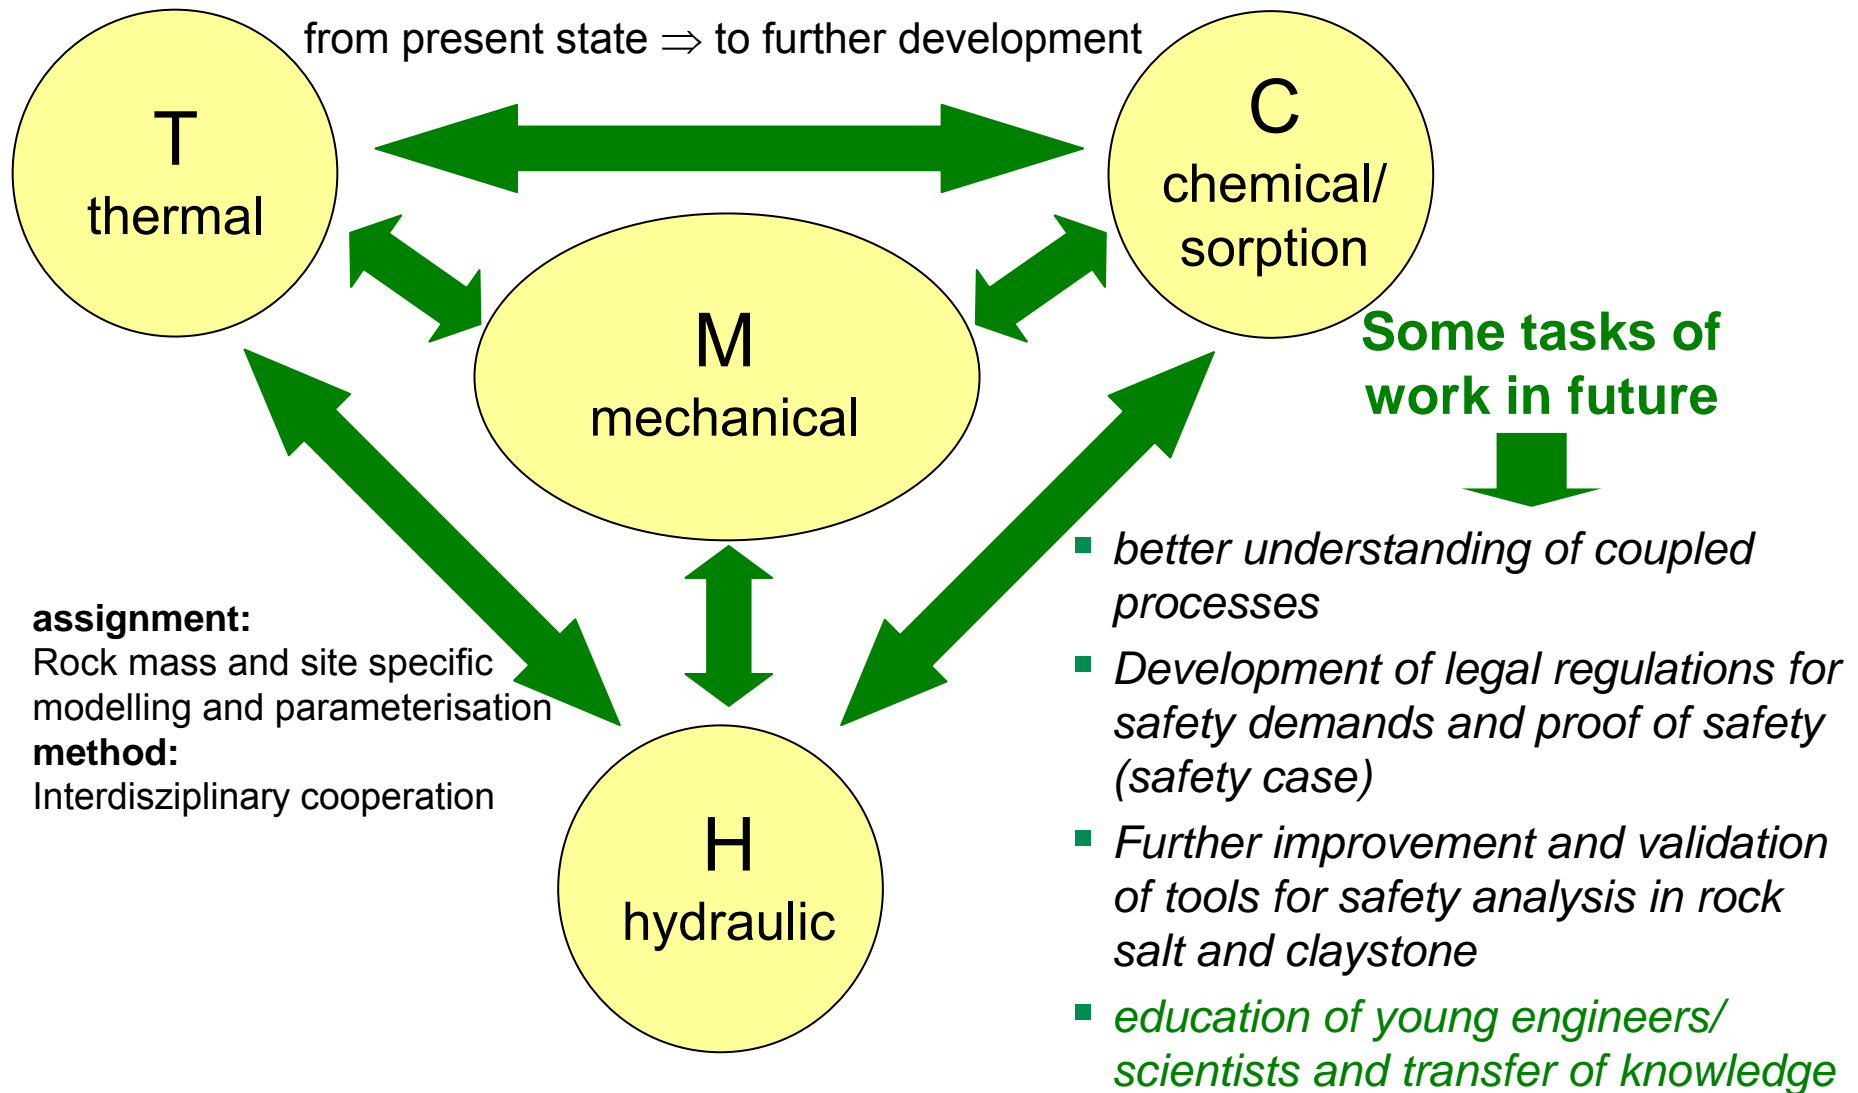 from present state ⇒ to further development
T
thermal
C
chemical/
sorption
M
mechanical
H
hydraulic
assignment:
Rock mass and site specific
modelling and parameterisation
method:
Interdisziplinary cooperation
Some tasks of
work in future
▪ better understanding of coupled
processes
▪ Development of legal regulations for
safety demands and proof of safety
(safety case)
▪ Further improvement and validation
of tools for safety analysis in rock
salt and claystone
▪ education of young engineers/
scientists and transfer of knowledge